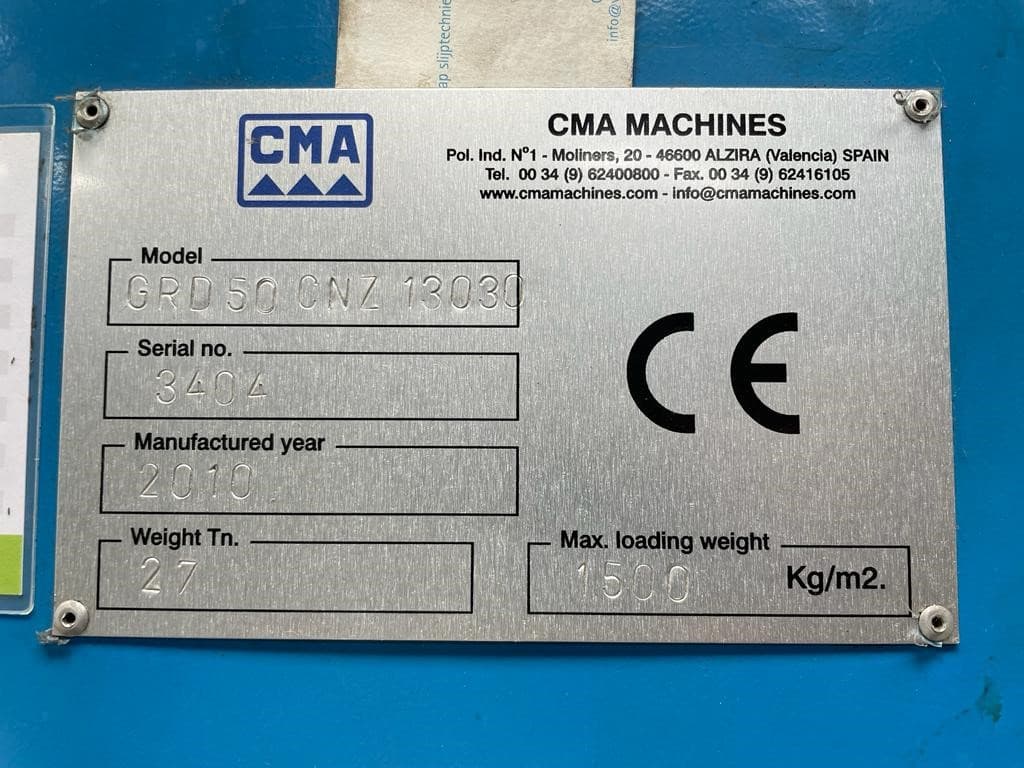 ap slijptechniek
info@
CMA
CMA MACHINES
Pol. Ind. Nº1 - Moliners, 20 - 46600 ALZIRA (Valencia) SPAIN
Tel. 00 34 (9) 62400800 - Fax. 00 34 (9) 62416105
www.cmamachines.com - info@cmamachines.com
Model
GRD 50 CNZ 13030
Serial no.
3404
Manufactured year
2010
CE
Weight Tn.
27
Max. loading weight
1500 Kg/m2.